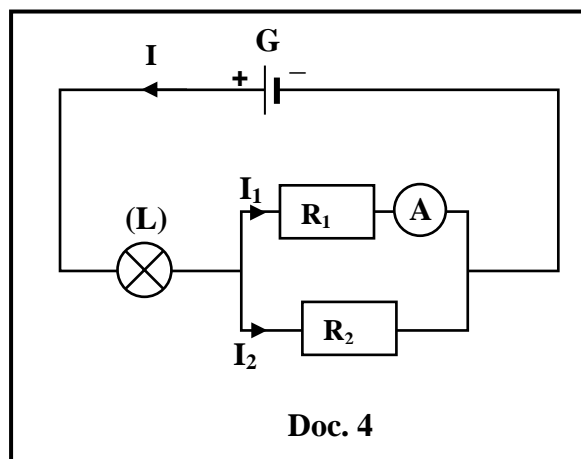 G
I
+ –
I₁
R₁ A
(L)
I₂
R₂
Doc. 4